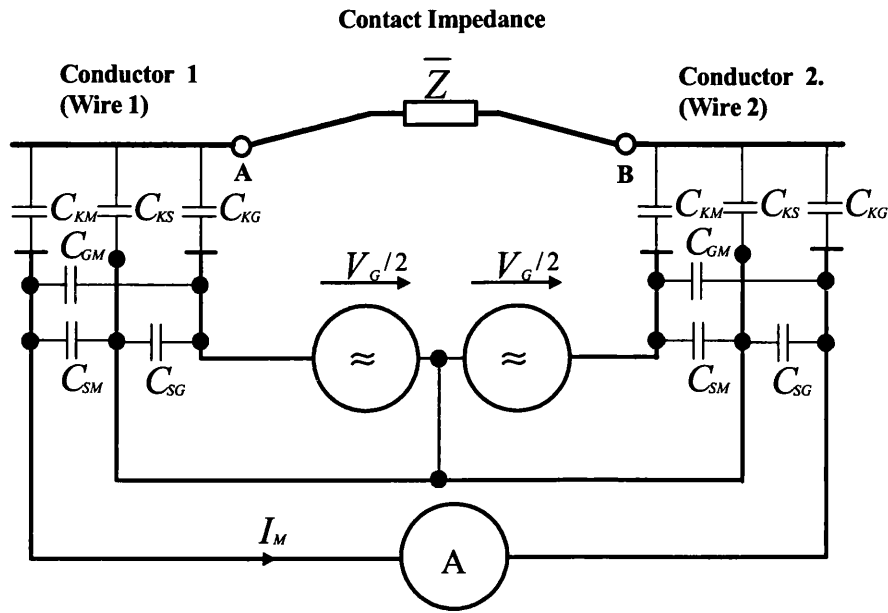 Contact Impedance
Conductor 1
(Wire 1)
Z̅
Conductor 2.
(Wire 2)
A
B
C_KM
C_KS
C_KG
C_KM
C_KS
C_KG
C_GM
C_GM
V_G/2
V_G/2
≈
≈
C_SM
C_SG
C_SM
C_SG
I_M
A